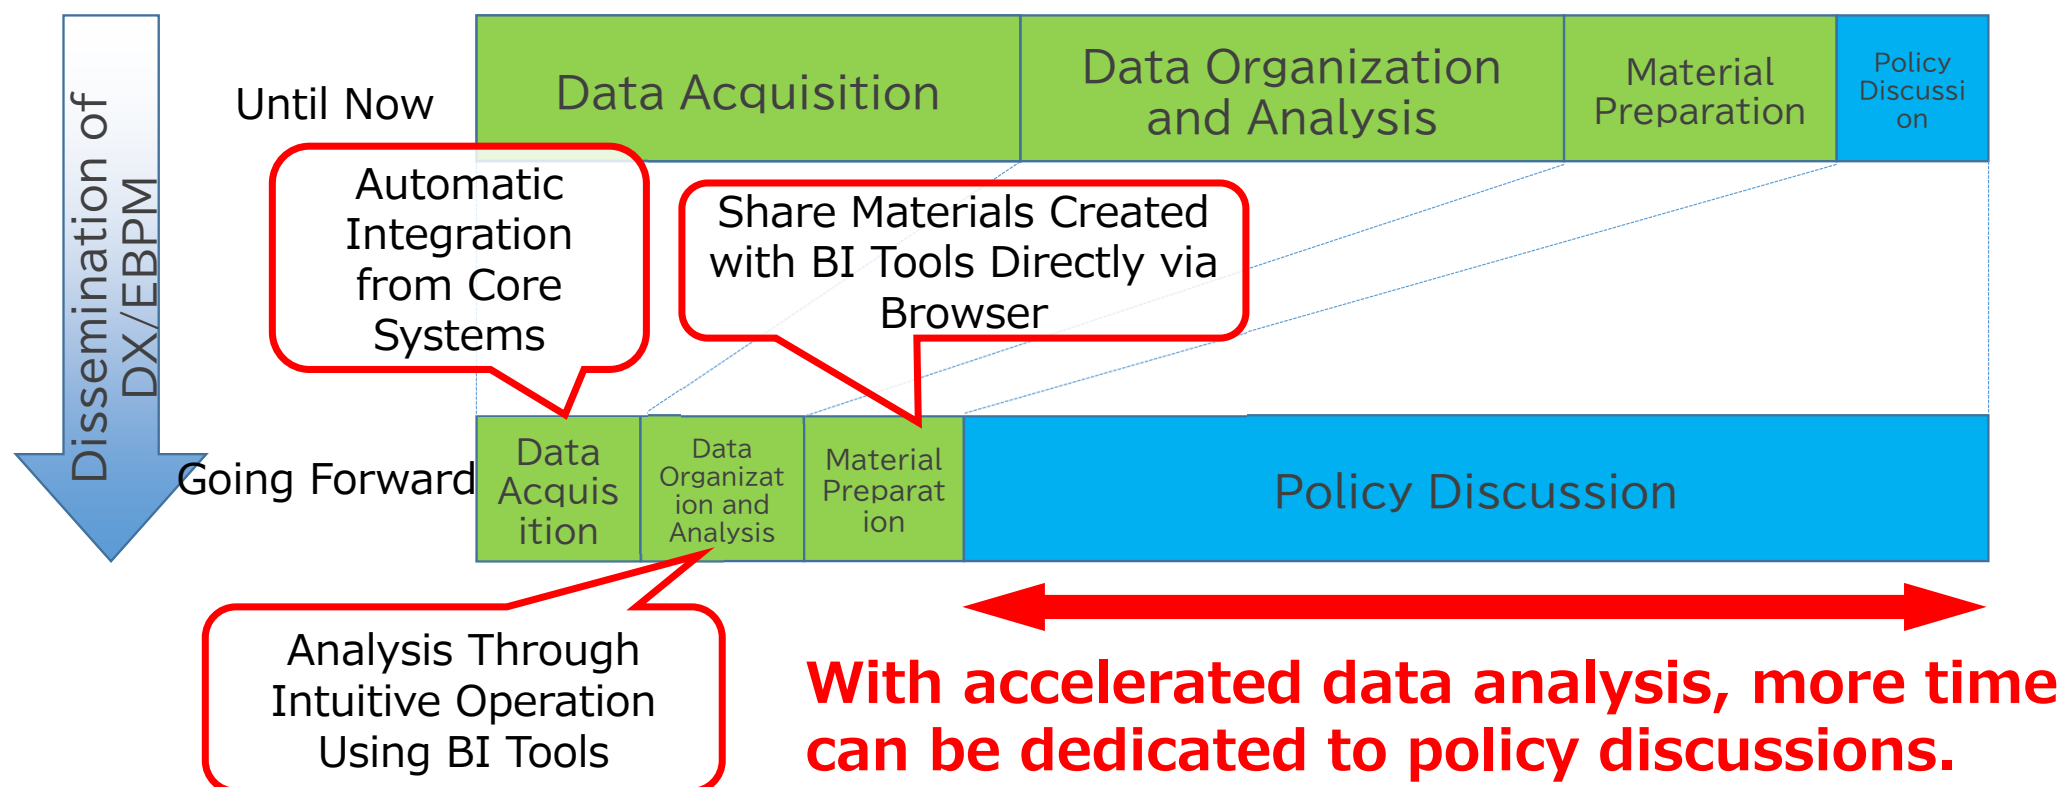 Dissemination of
DX/EBPM
Until Now
Data Acquisition
Data Organization
and Analysis
Material
Preparation
Policy
Discussi
on
Automatic
Integration
from Core
Systems
Share Materials Created
with BI Tools Directly via
Browser
Going Forward
Data
Acquis
ition
Data
Organizat
ion and
Analysis
Material
Preparat
ion
Policy Discussion
Analysis Through
Intuitive Operation
Using BI Tools
With accelerated data analysis, more time
can be dedicated to policy discussions.